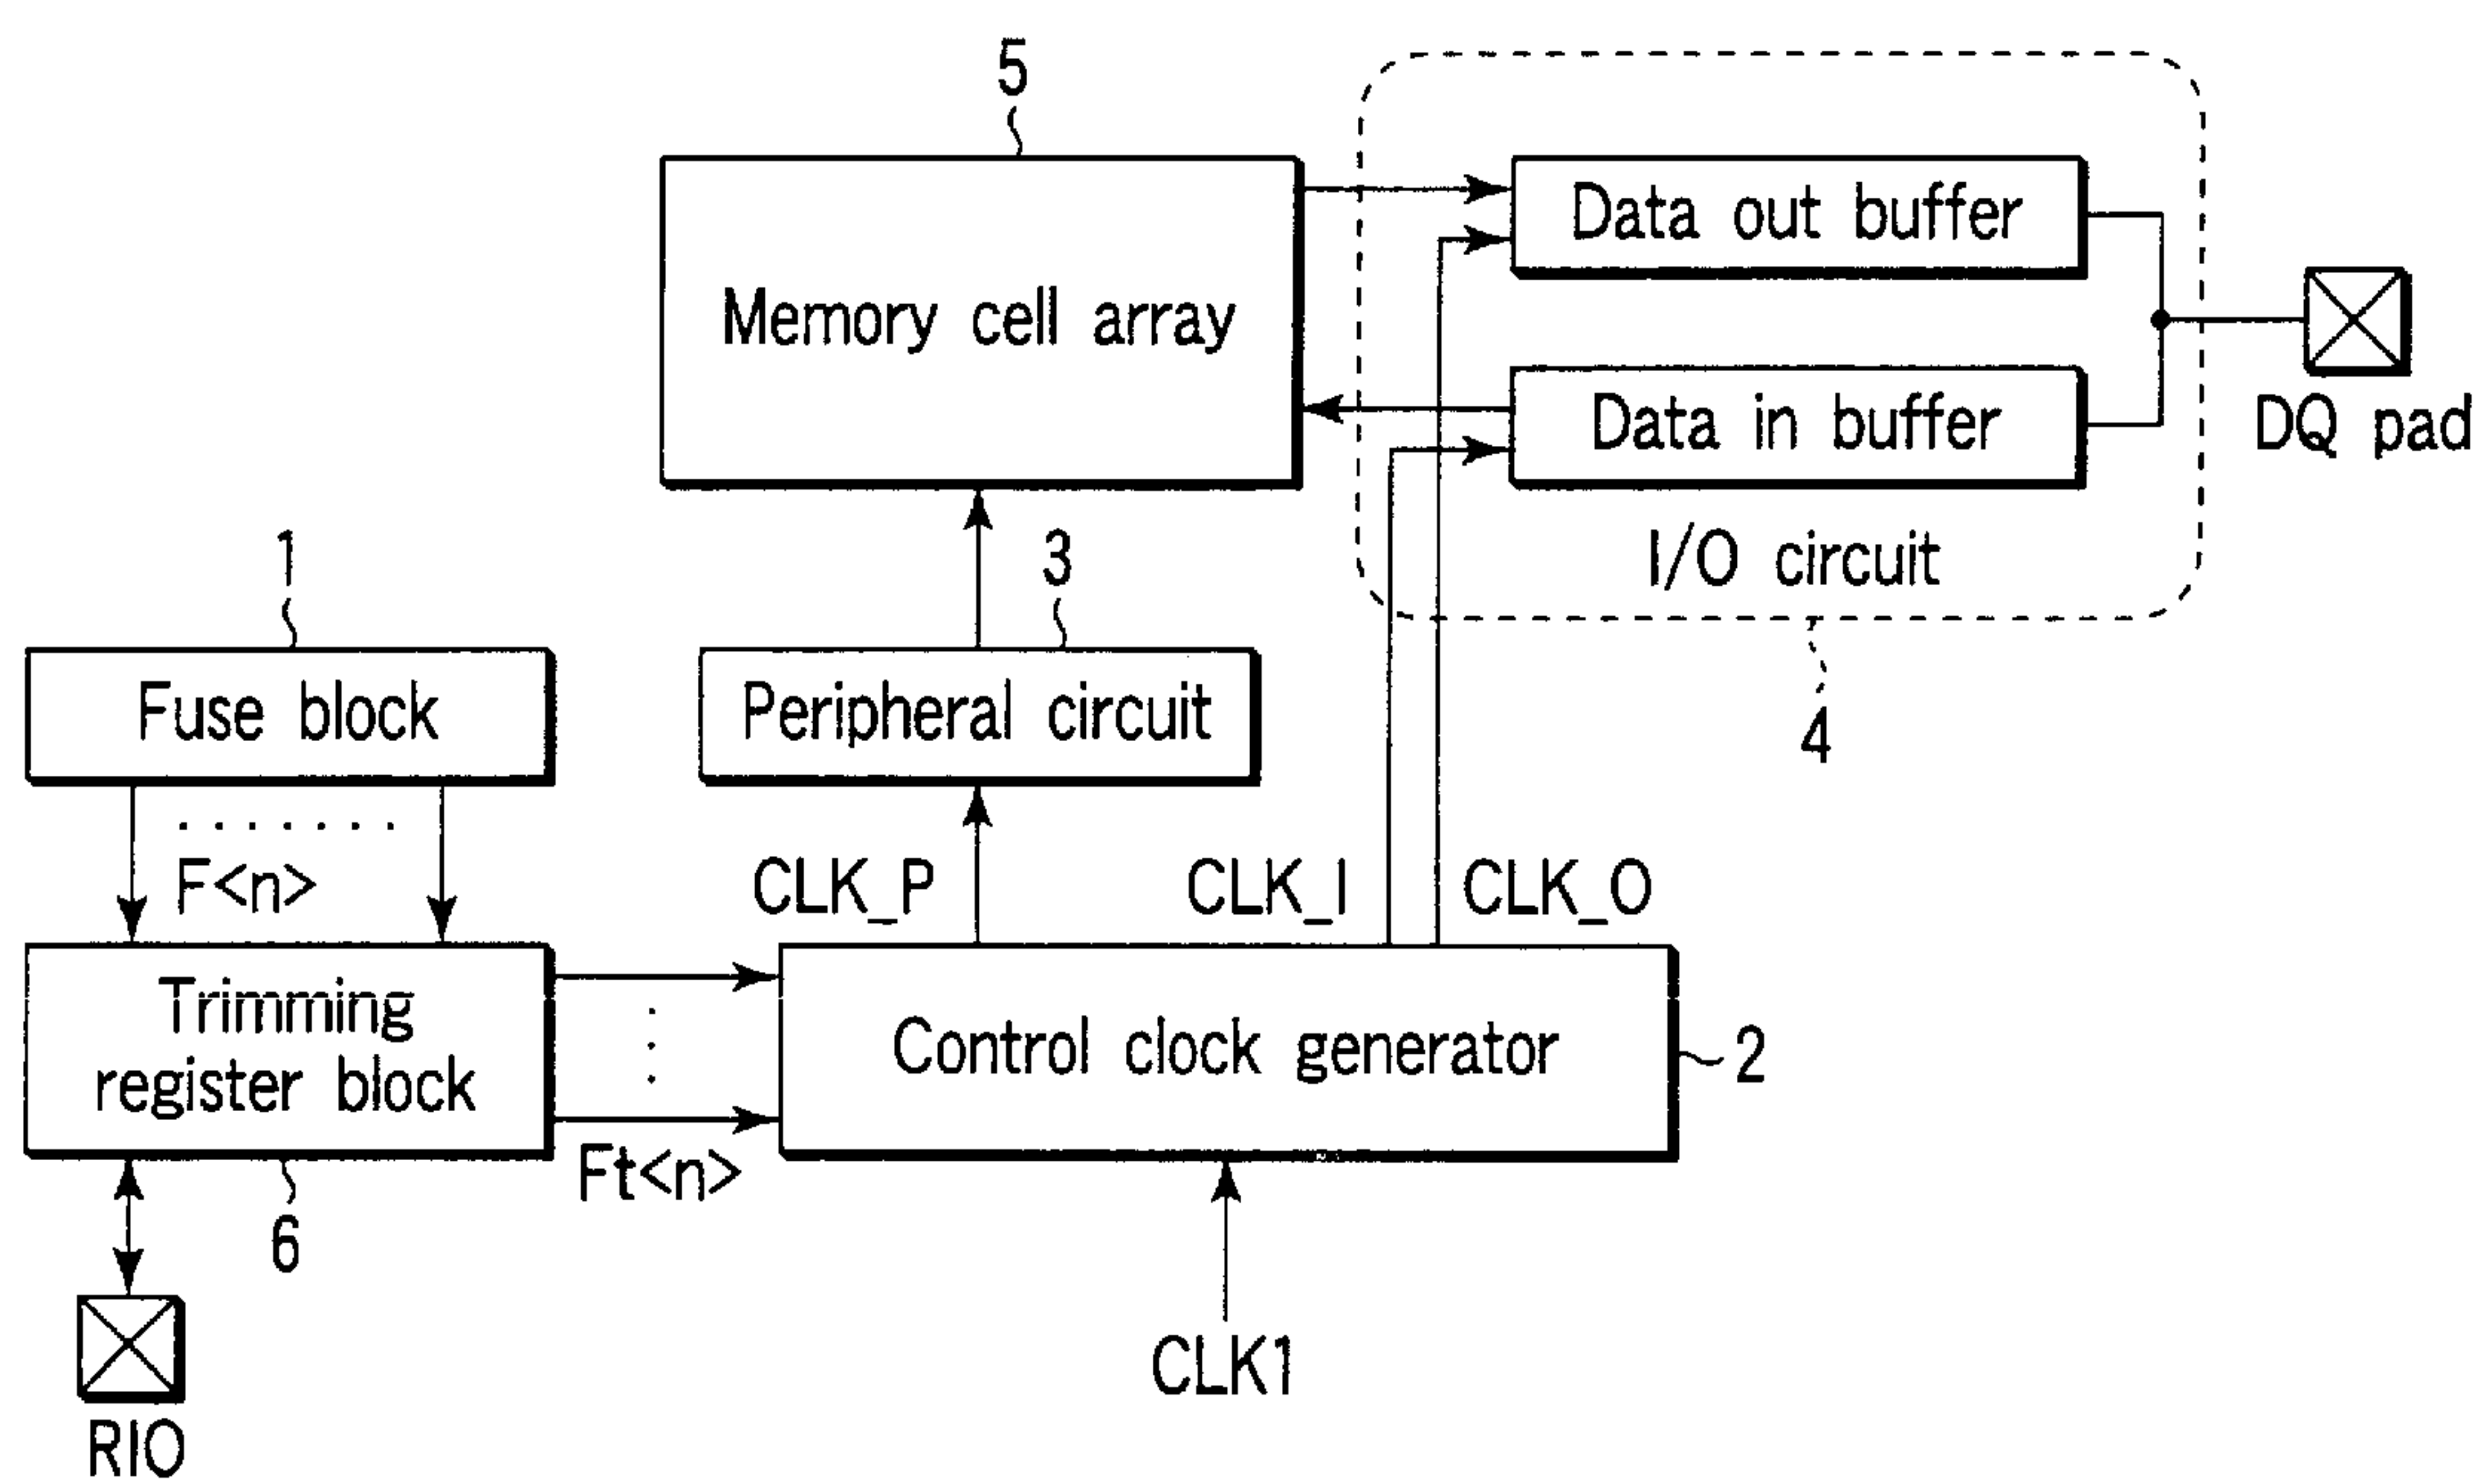 5
Data out buffer
Memory cell array
Data in buffer
DQ pad
1
3
I/O circuit
Fuse block
Peripheral circuit
4
F<n>
CLK_P
CLK_I
CLK_O
Trimming
register block
Control clock generator
2
Ft<n>
6
CLK1
RIO